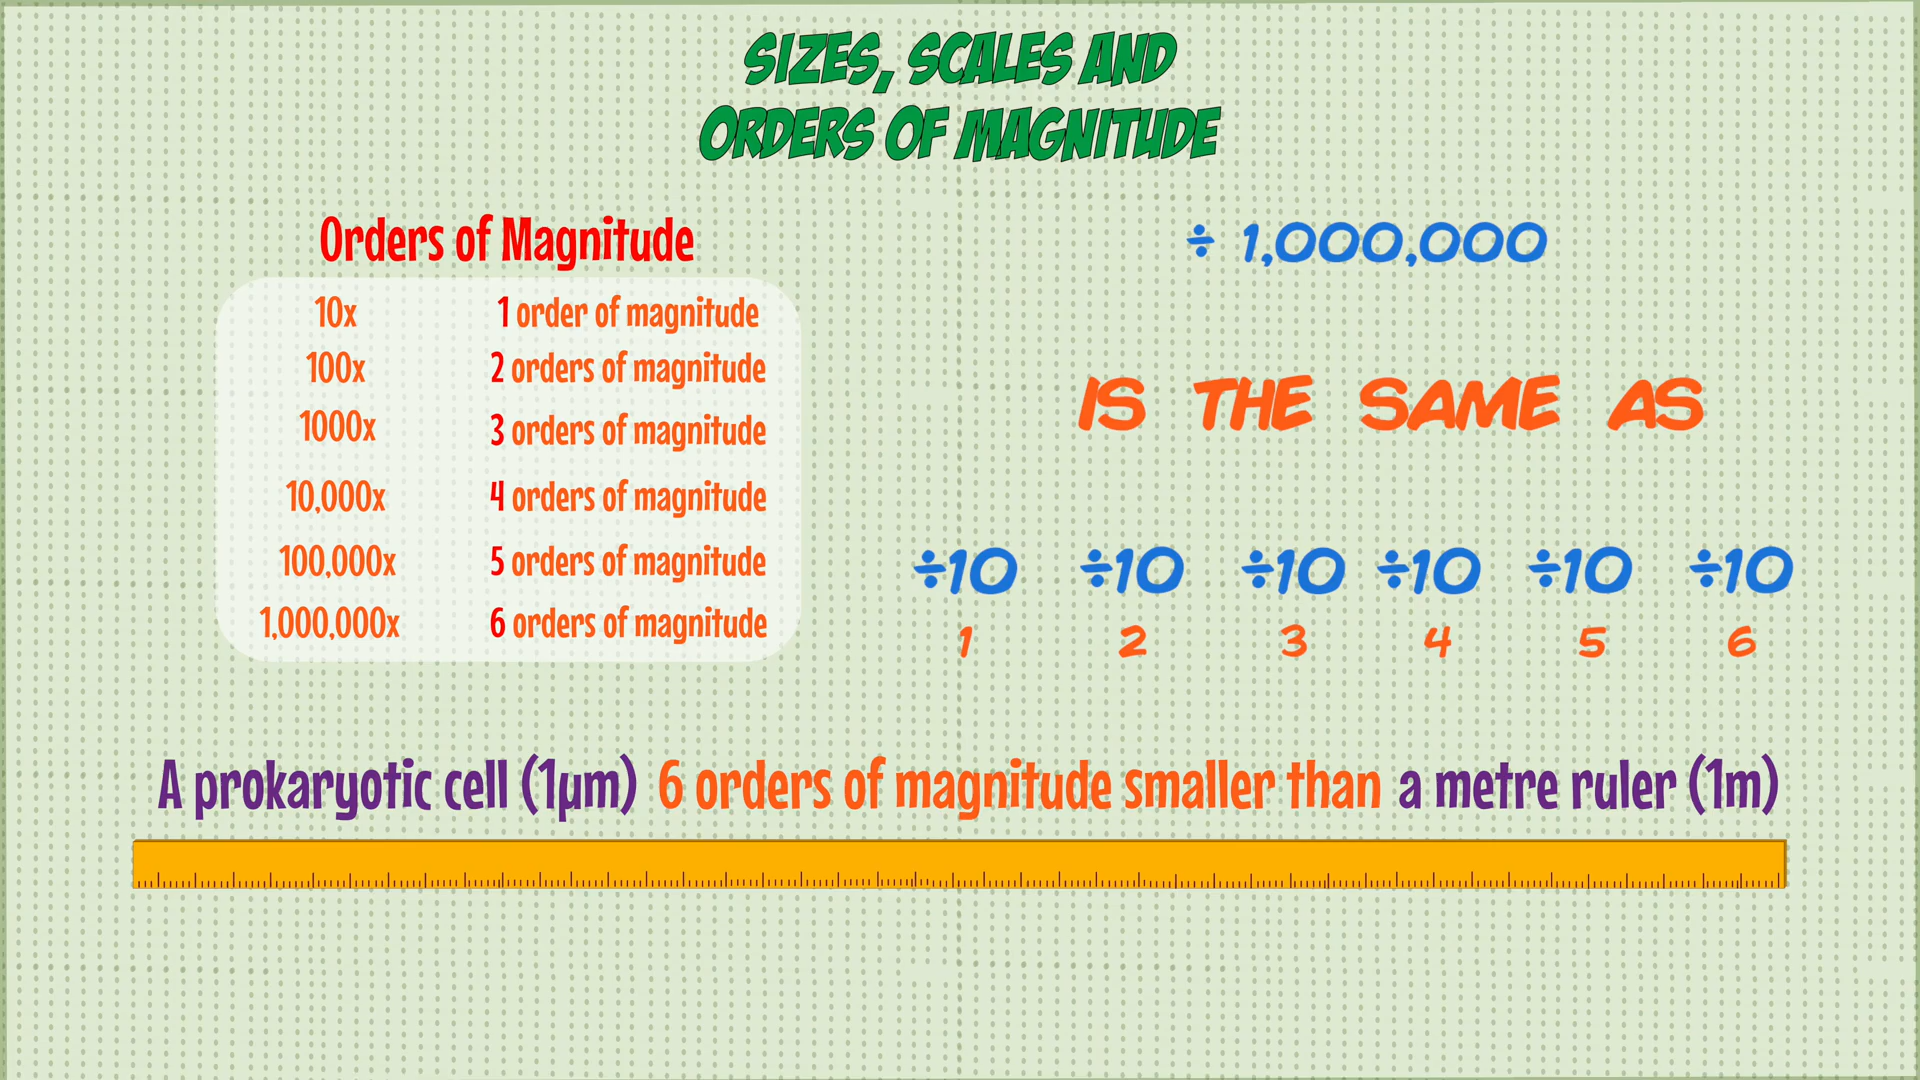 SIZES, SCALES AND
ORDERS OF MAGNITUDE
Orders of Magnitude
10x 1 order of magnitude
100x 2 orders of magnitude
1000x 3 orders of magnitude
10,000x 4 orders of magnitude
100,000x 5 orders of magnitude
1,000,000x 6 orders of magnitude
÷ 1,000,000
IS THE SAME AS
÷10 ÷10 ÷10 ÷10 ÷10 ÷10
1 2 3 4 5 6
A prokaryotic cell (1µm) 6 orders of magnitude smaller than a metre ruler (1m)